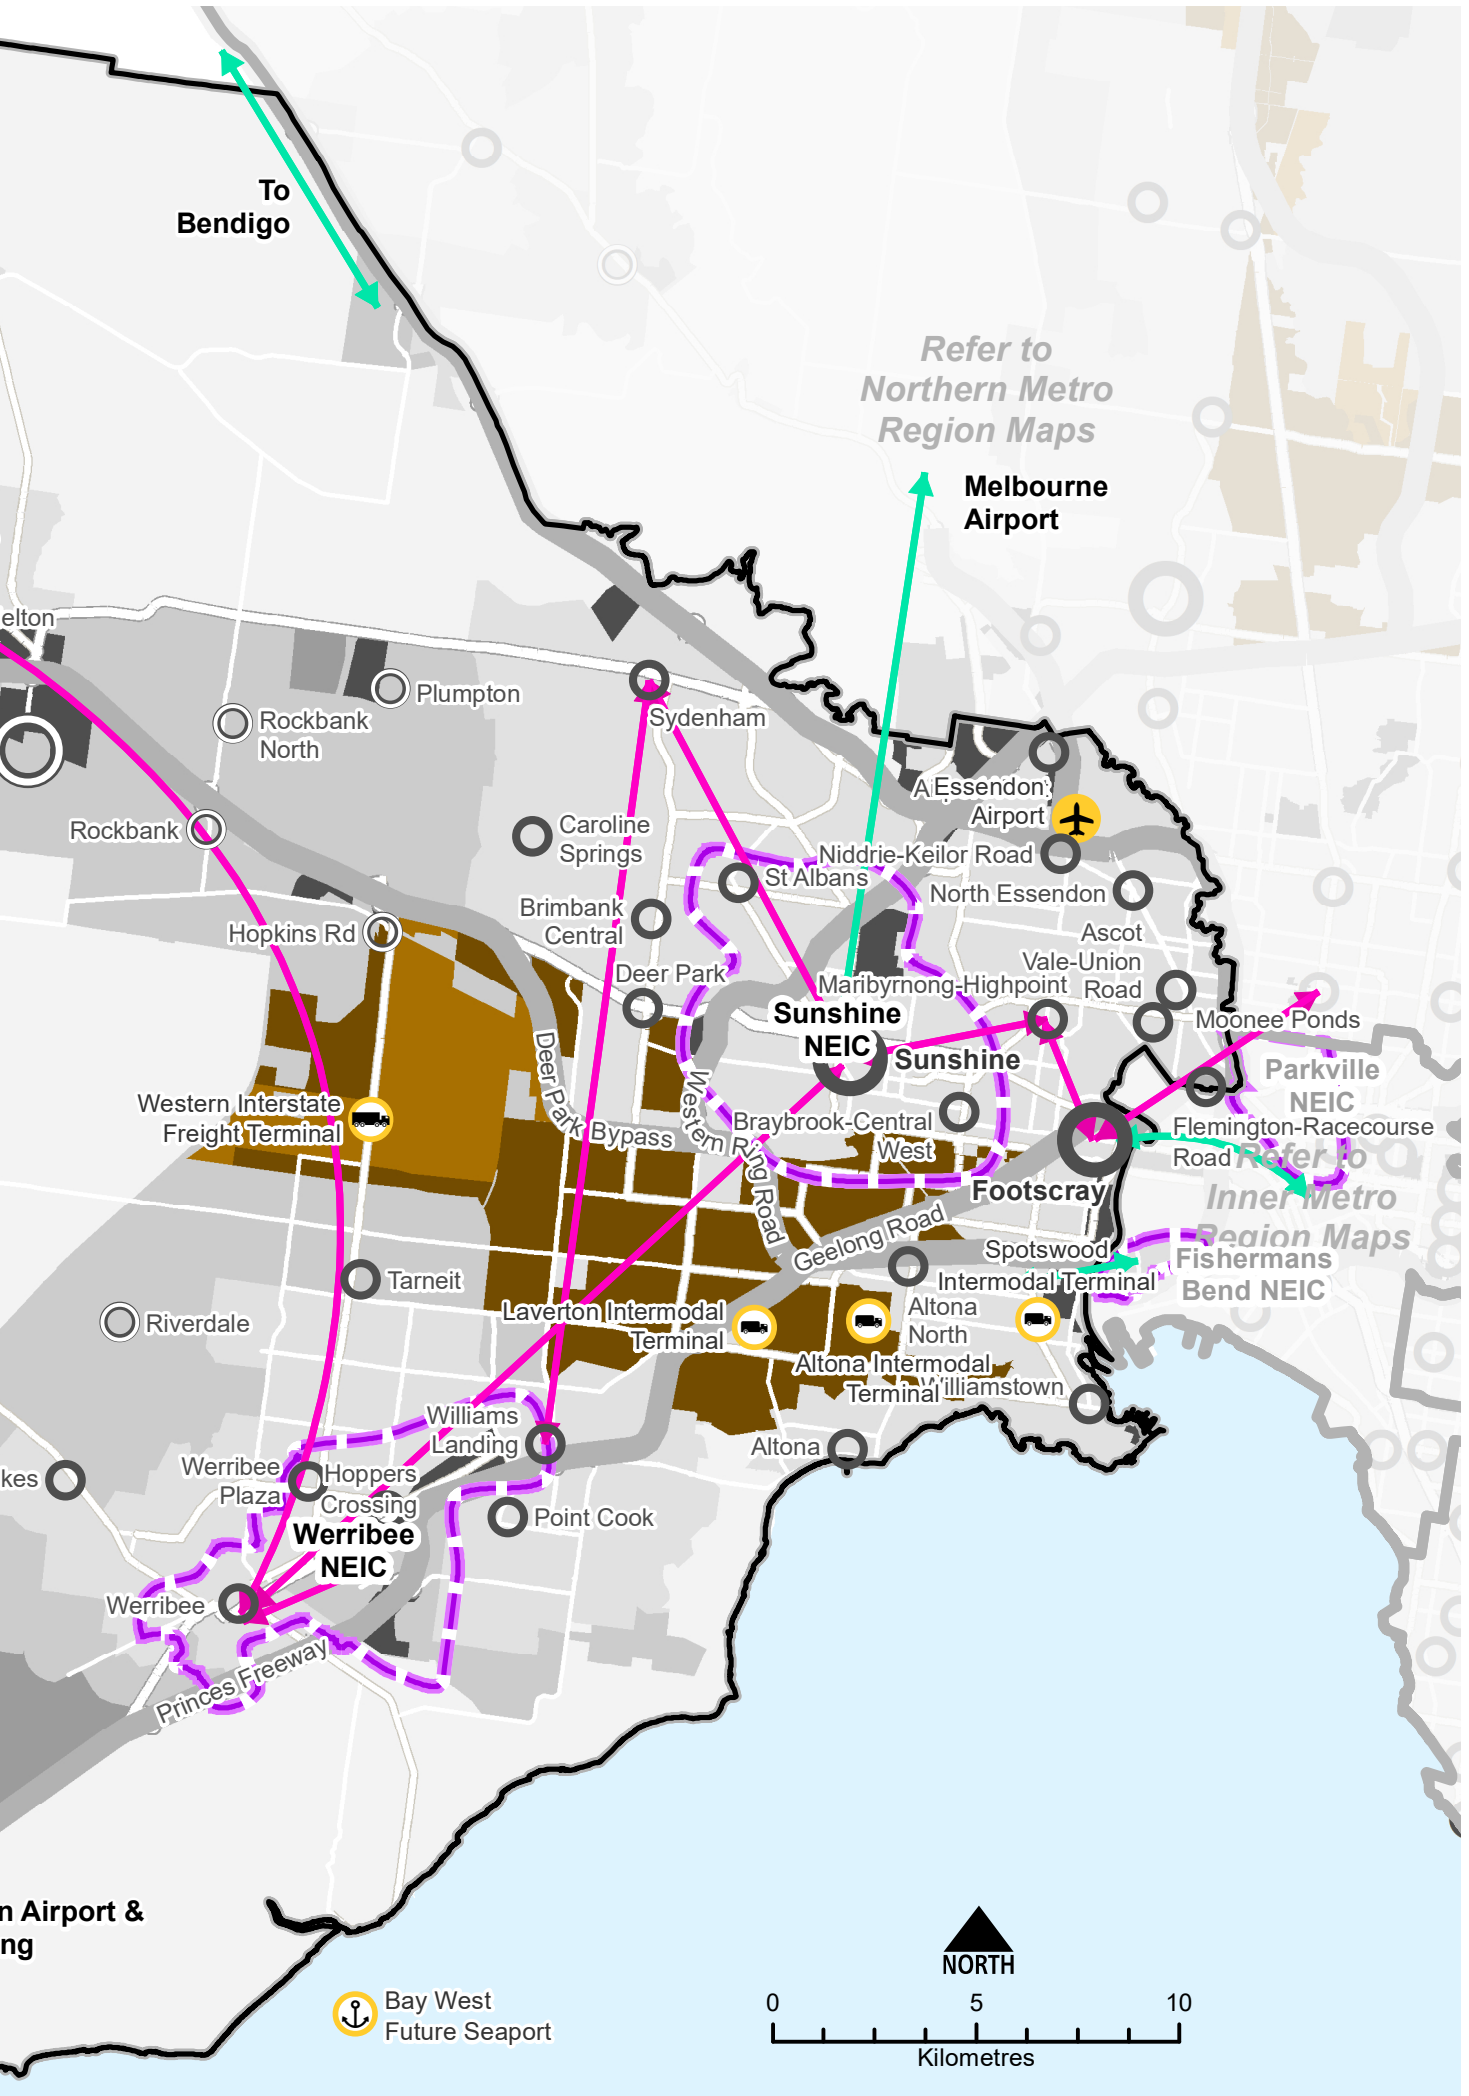 To
Bendigo
Refer to
Northern Metro
Region Maps
Melbourne
Airport
elton
Plumpton
Rockbank
North
Sydenham
Essendon
Airport
Rockbank
Caroline
Springs
Niddrie-Keilor Road
St Albans
North Essendon
Brimbank
Central
Hopkins Rd
Ascot
Vale-Union
Road
Deer Park
Maribyrnong-Highpoint
Sunshine
NEIC
Moonee Ponds
Sunshine
Parkville
NEIC
Deer Park Bypass
Western Ring Road
Western Interstate
Freight Terminal
Braybrook-Central
West
Flemington-Racecourse
Road
Refer to
Inner Metro
Region Maps
Footscray
Geelong Road
Spotswood
Intermodal Terminal
Fishermans
Bend NEIC
Tarneit
Riverdale
Laverton Intermodal
Terminal
Altona
North
Altona Intermodal
Terminal
Williamstown
Williams
Landing
Altona
Werribee
Plaza
Hoppers
Crossing
kes
Point Cook
Werribee
NEIC
Werribee
Princes Freeway
n Airport &
ng
NORTH
Bay West
Future Seaport
0 5 10
Kilometres